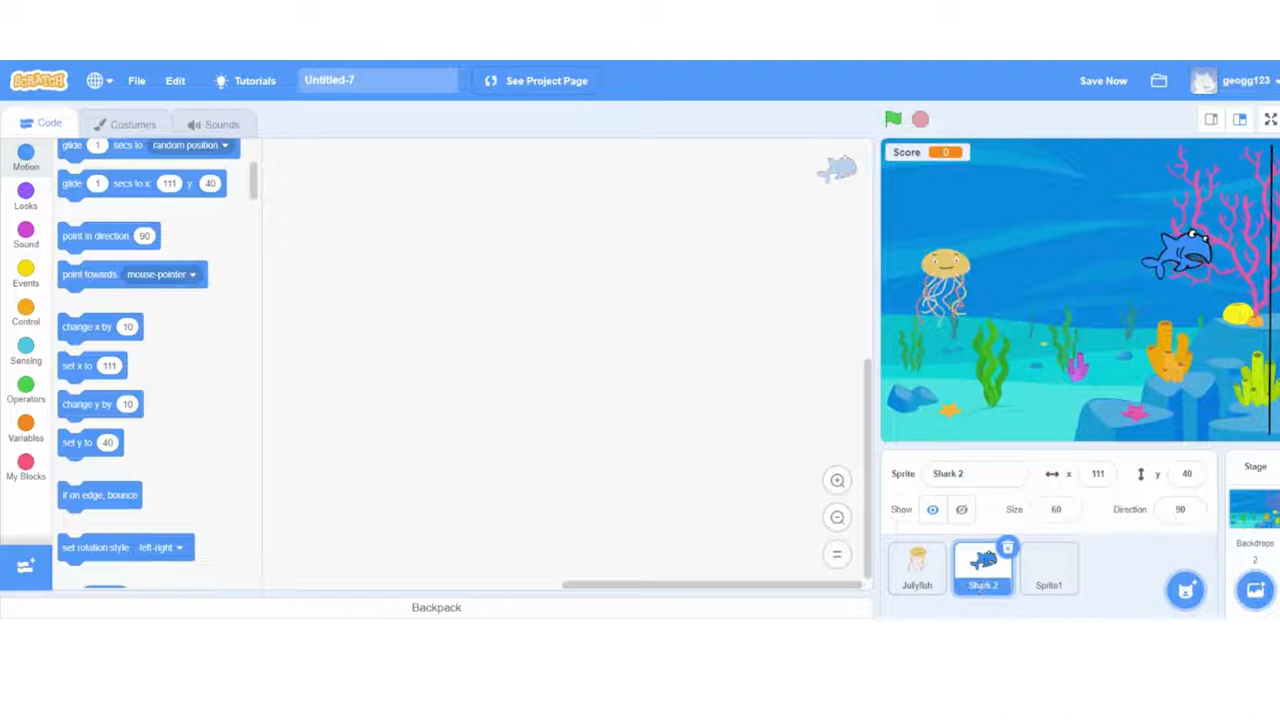 SCRATCH File Edit Tutorials Untitled-7 See Project Page Save Now geogg123
Code Costumes Sounds
Motion
Looks
Sound
Events
Control
Sensing
Operators
Variables
My Blocks
glide 1 secs to random position
glide 1 secs to x: 111 y: 40
point in direction 90
point towards mouse-pointer
change x by 10
set x to 111
change y by 10
set y to 40
if on edge, bounce
set rotation style left-right
Backpack
Score 0
Sprite Shark 2 x 111 y 40
Show Size 60 Direction 90
Jellyfish Shark 2 Sprite1
Stage
Backdrops
2